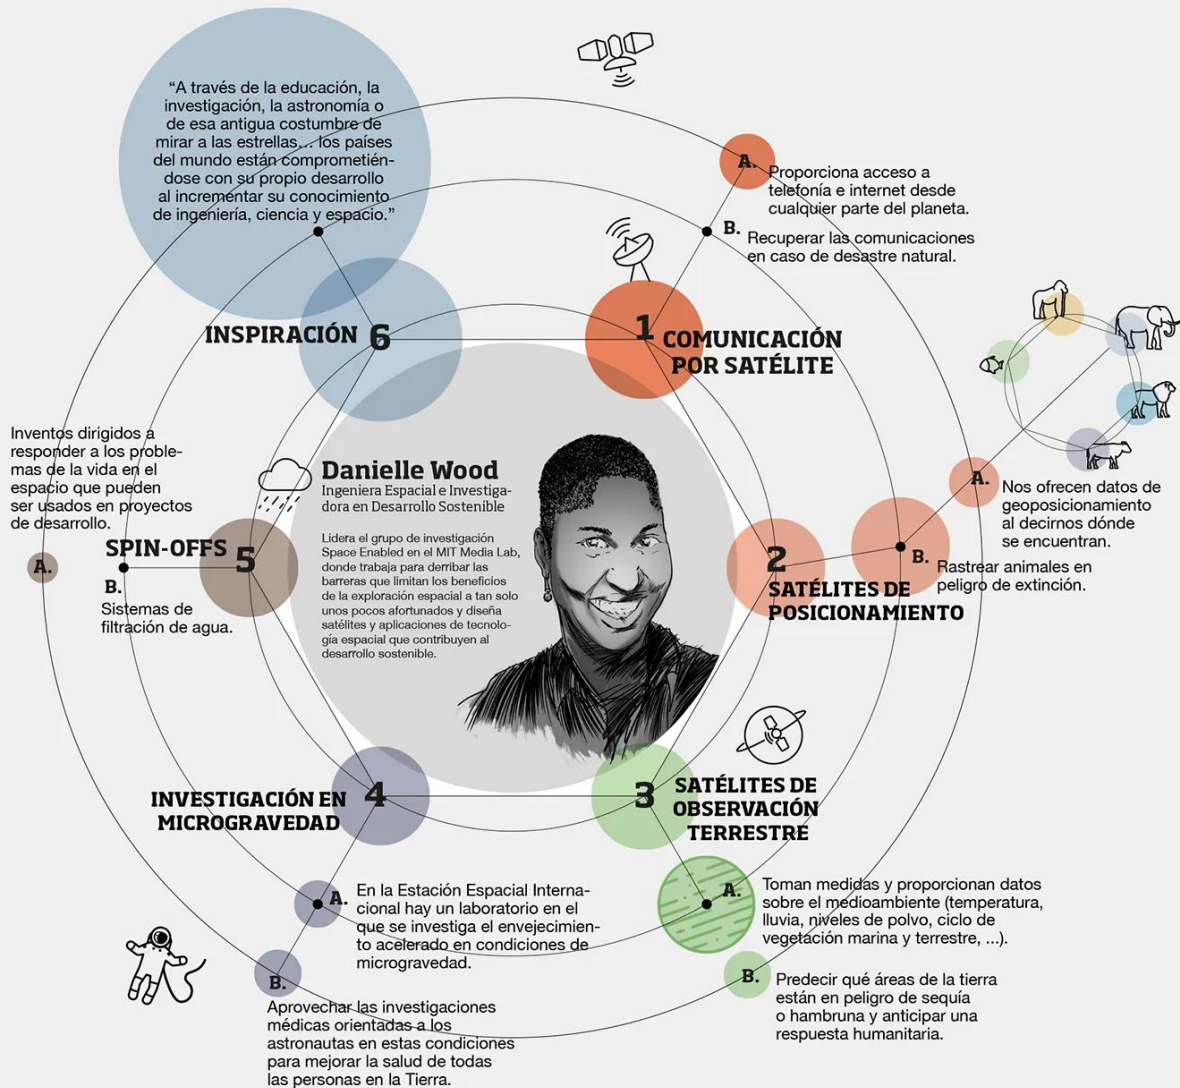 “A través de la educación, la
investigación, la astronomía o
de esa antigua costumbre de
mirar a las estrellas... los países
del mundo están comprometién-
dose con su propio desarrollo
al incrementar su conocimiento
de ingeniería, ciencia y espacio.”
INSPIRACIÓN 6
1 COMUNICACIÓN
POR SATÉLITE
A. Proporciona acceso a
telefonía e internet desde
cualquier parte del planeta.
B. Recuperar las comunicaciones
en caso de desastre natural.
2
SATÉLITES DE
POSICIONAMIENTO
A. Nos ofrecen datos de
geoposicionamiento
al decirnos dónde
se encuentran.
B. Rastrear animales en
peligro de extinción.
Danielle Wood
Ingeniera Espacial e Investiga-
dora en Desarrollo Sostenible
Lidera el grupo de investigación
Space Enabled en el MIT Media Lab,
donde trabaja para derribar las
barreras que limitan los beneficios
de la exploración espacial a tan solo
unos pocos afortunados y diseña
satélites y aplicaciones de tecnolo-
gía espacial que contribuyen al
desarrollo sostenible.
Inventos dirigidos a
responder a los proble-
mas de la vida en el
espacio que pueden
ser usados en proyectos
de desarrollo.
SPIN-OFFS 5
A.
B.
Sistemas de
filtración de agua.
INVESTIGACIÓN EN
MICROGRAVEDAD
4
A. En la Estación Espacial Interna-
cional hay un laboratorio en el
que se investiga el envejecimien-
to acelerado en condiciones de
microgravedad.
B.
Aprovechar las investigaciones
médicas orientadas a los
astronautas en estas condiciones
para mejorar la salud de todas
las personas en la Tierra.
3 SATÉLITES DE
OBSERVACIÓN
TERRESTRE
A. Toman medidas y proporcionan datos
sobre el medioambiente (temperatura,
lluvia, niveles de polvo, ciclo de
vegetación marina y terrestre, ...).
B. Predecir qué áreas de la tierra
están en peligro de sequía
o hambruna y anticipar una
respuesta humanitaria.